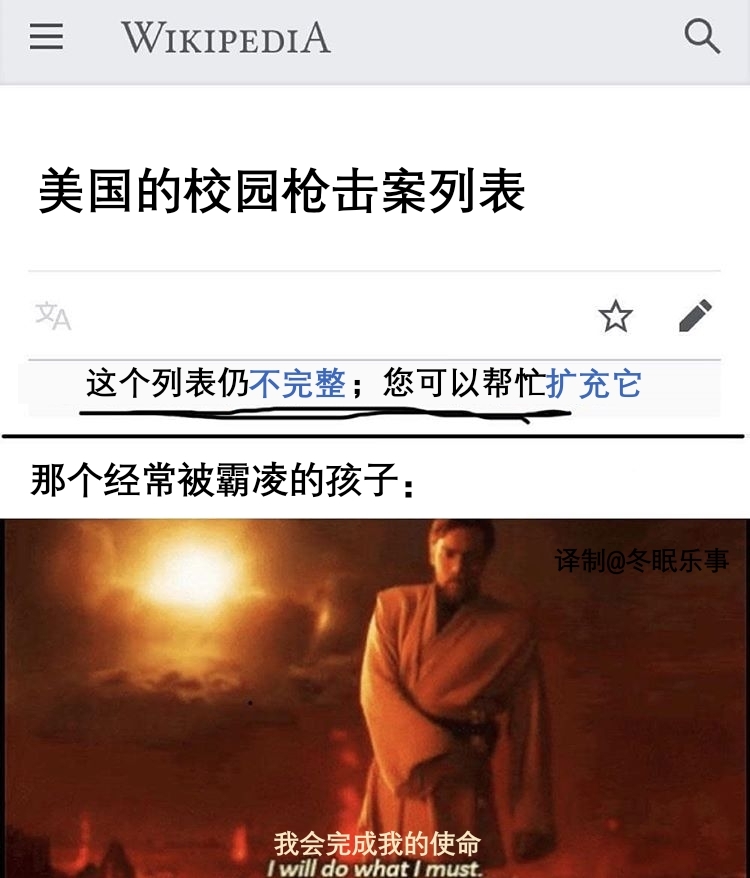 WIKIPEDIA
美国的校园枪击案列表
文A
这个列表仍不完整；您可以帮忙扩充它
那个经常被霸凌的孩子：
译制@冬眠乐事
我会完成我的使命
I will do what I must.